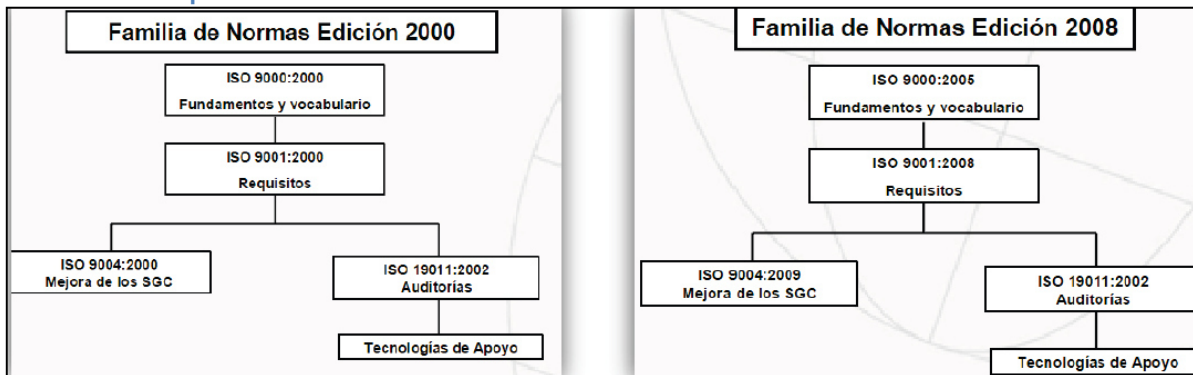 Familia de Normas Edición 2000
ISO 9000:2000
Fundamentos y vocabulario
ISO 9001:2000
Requisitos
ISO 9004:2000
Mejora de los SGC
ISO 19011:2002
Auditorías
Tecnologías de Apoyo
Familia de Normas Edición 2008
ISO 9000:2005
Fundamentos y vocabulario
ISO 9001:2008
Requisitos
ISO 9004:2009
Mejora de los SGC
ISO 19011:2002
Auditorías
Tecnologías de Apoyo